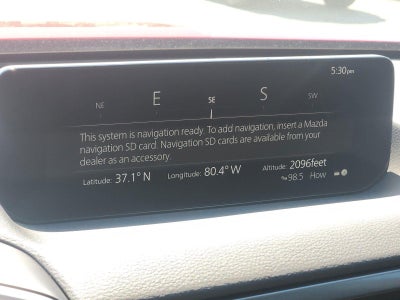 5:30pm
NE E SE S SW
This system is navigation ready. To add navigation, insert a Mazda
navigation SD card. Navigation SD cards are available from your
dealer as an accessory.
Latitude: 37.1° N Longitude: 80.4° W Altitude 2096feet
98.5 How